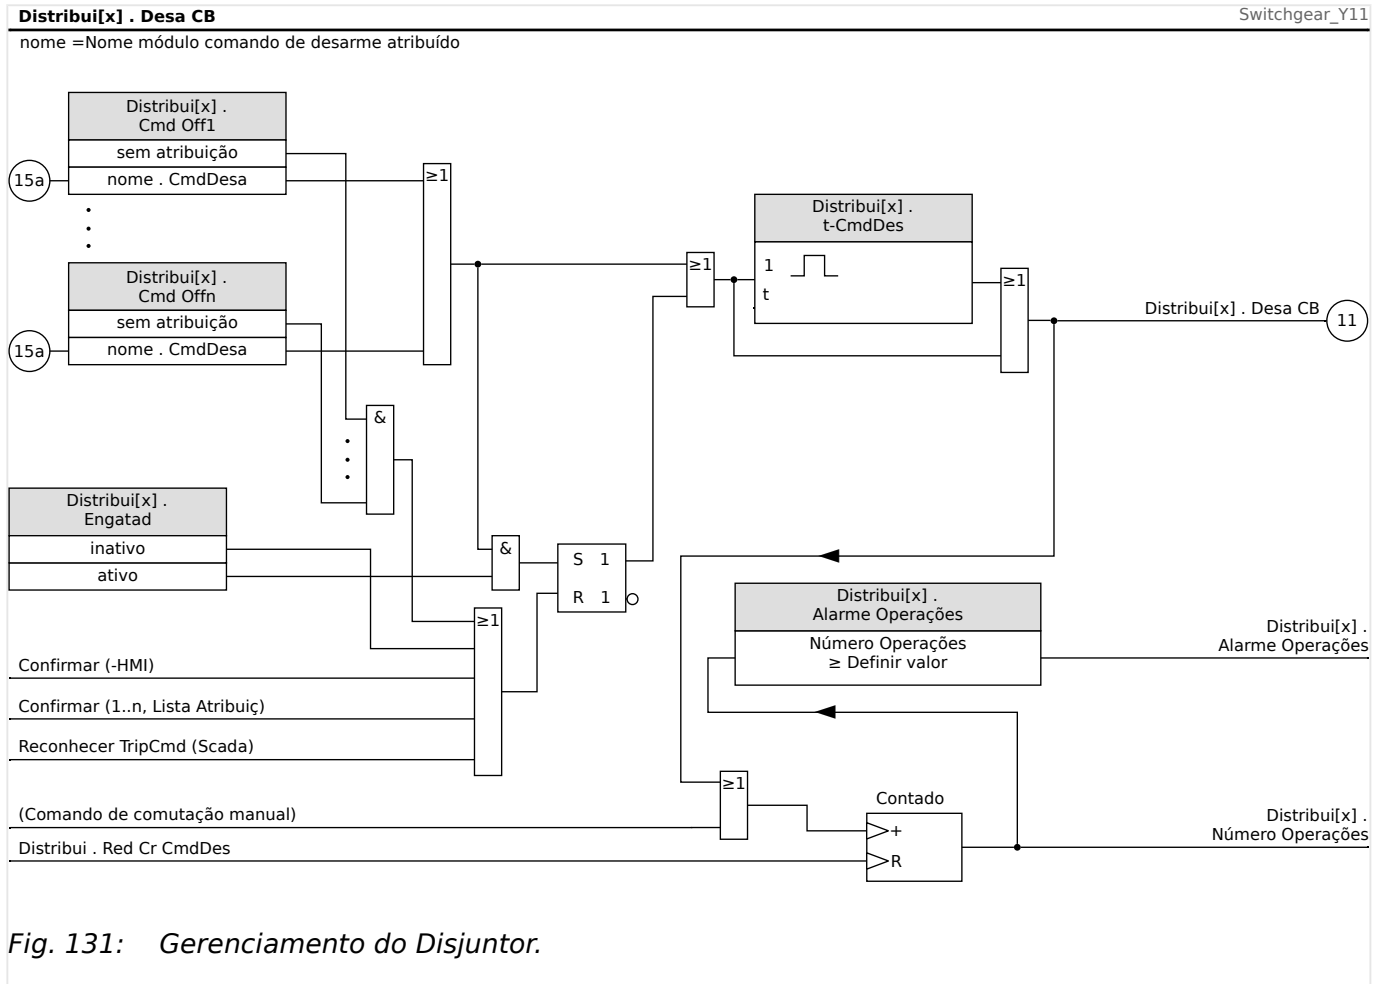 Distribui[x] . Desa CB
Switchgear_Y11
nome =Nome módulo comando de desarme atribuído
Distribui[x] .
Cmd Off1
sem atribuição
15a
nome . CmdDesa
≥1
Distribui[x] .
t-CmdDes
1
t
≥1
≥1
Distribui[x] .
Cmd Offn
sem atribuição
15a
nome . CmdDesa
Distribui[x] . Desa CB
11
&
Distribui[x] .
Engatad
inativo
ativo
&
S 1
R 1
≥1
Distribui[x] .
Alarme Operações
Número Operações
≥ Definir valor
Distribui[x] .
Alarme Operações
Confirmar (-HMI)
Confirmar (1..n, Lista Atribuiç)
Reconhecer TripCmd (Scada)
≥1
(Comando de comutação manual)
Contado
+
R
Distribui[x] .
Número Operações
Distribui . Red Cr CmdDes
Fig. 131: Gerenciamento do Disjuntor.